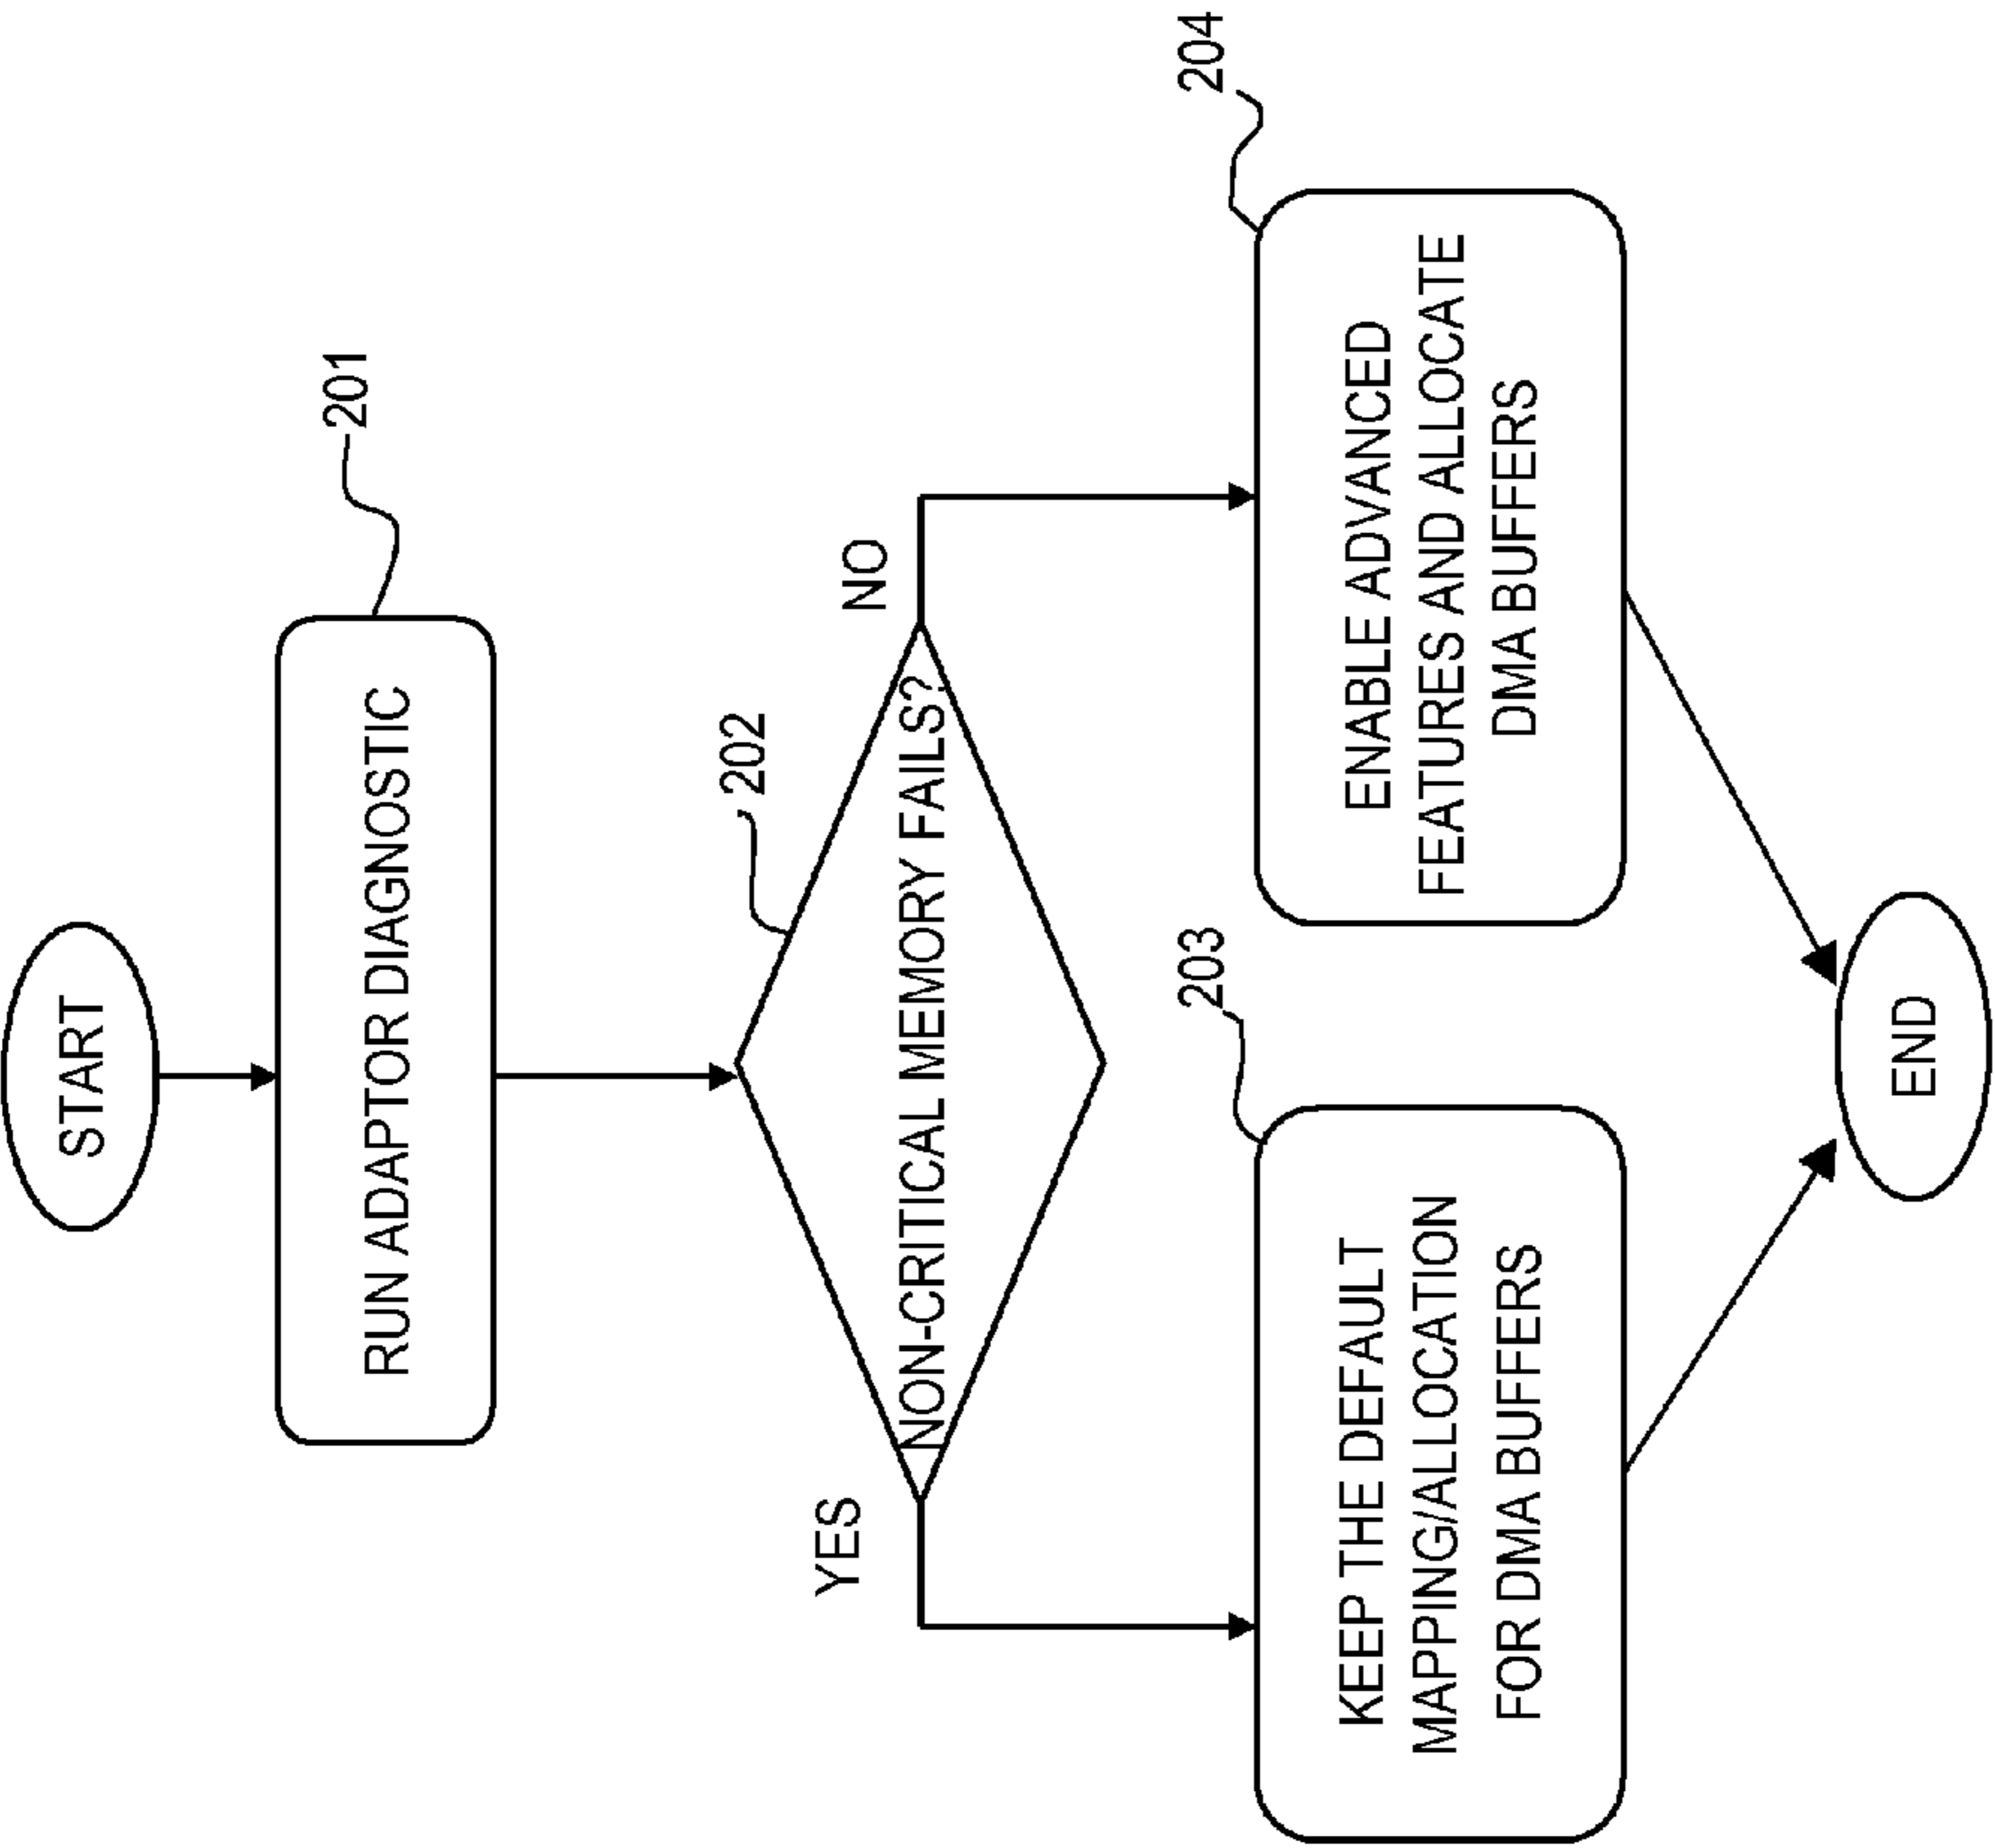 START
201
RUN ADAPTOR DIAGNOSTIC
202
YES
NO
NON-CRITICAL MEMORY FAILS?
203
KEEP THE DEFAULT
MAPPING/ALLOCATION
FOR DMA BUFFERS
204
ENABLE ADVANCED
FEATURES AND ALLOCATE
DMA BUFFERS
END